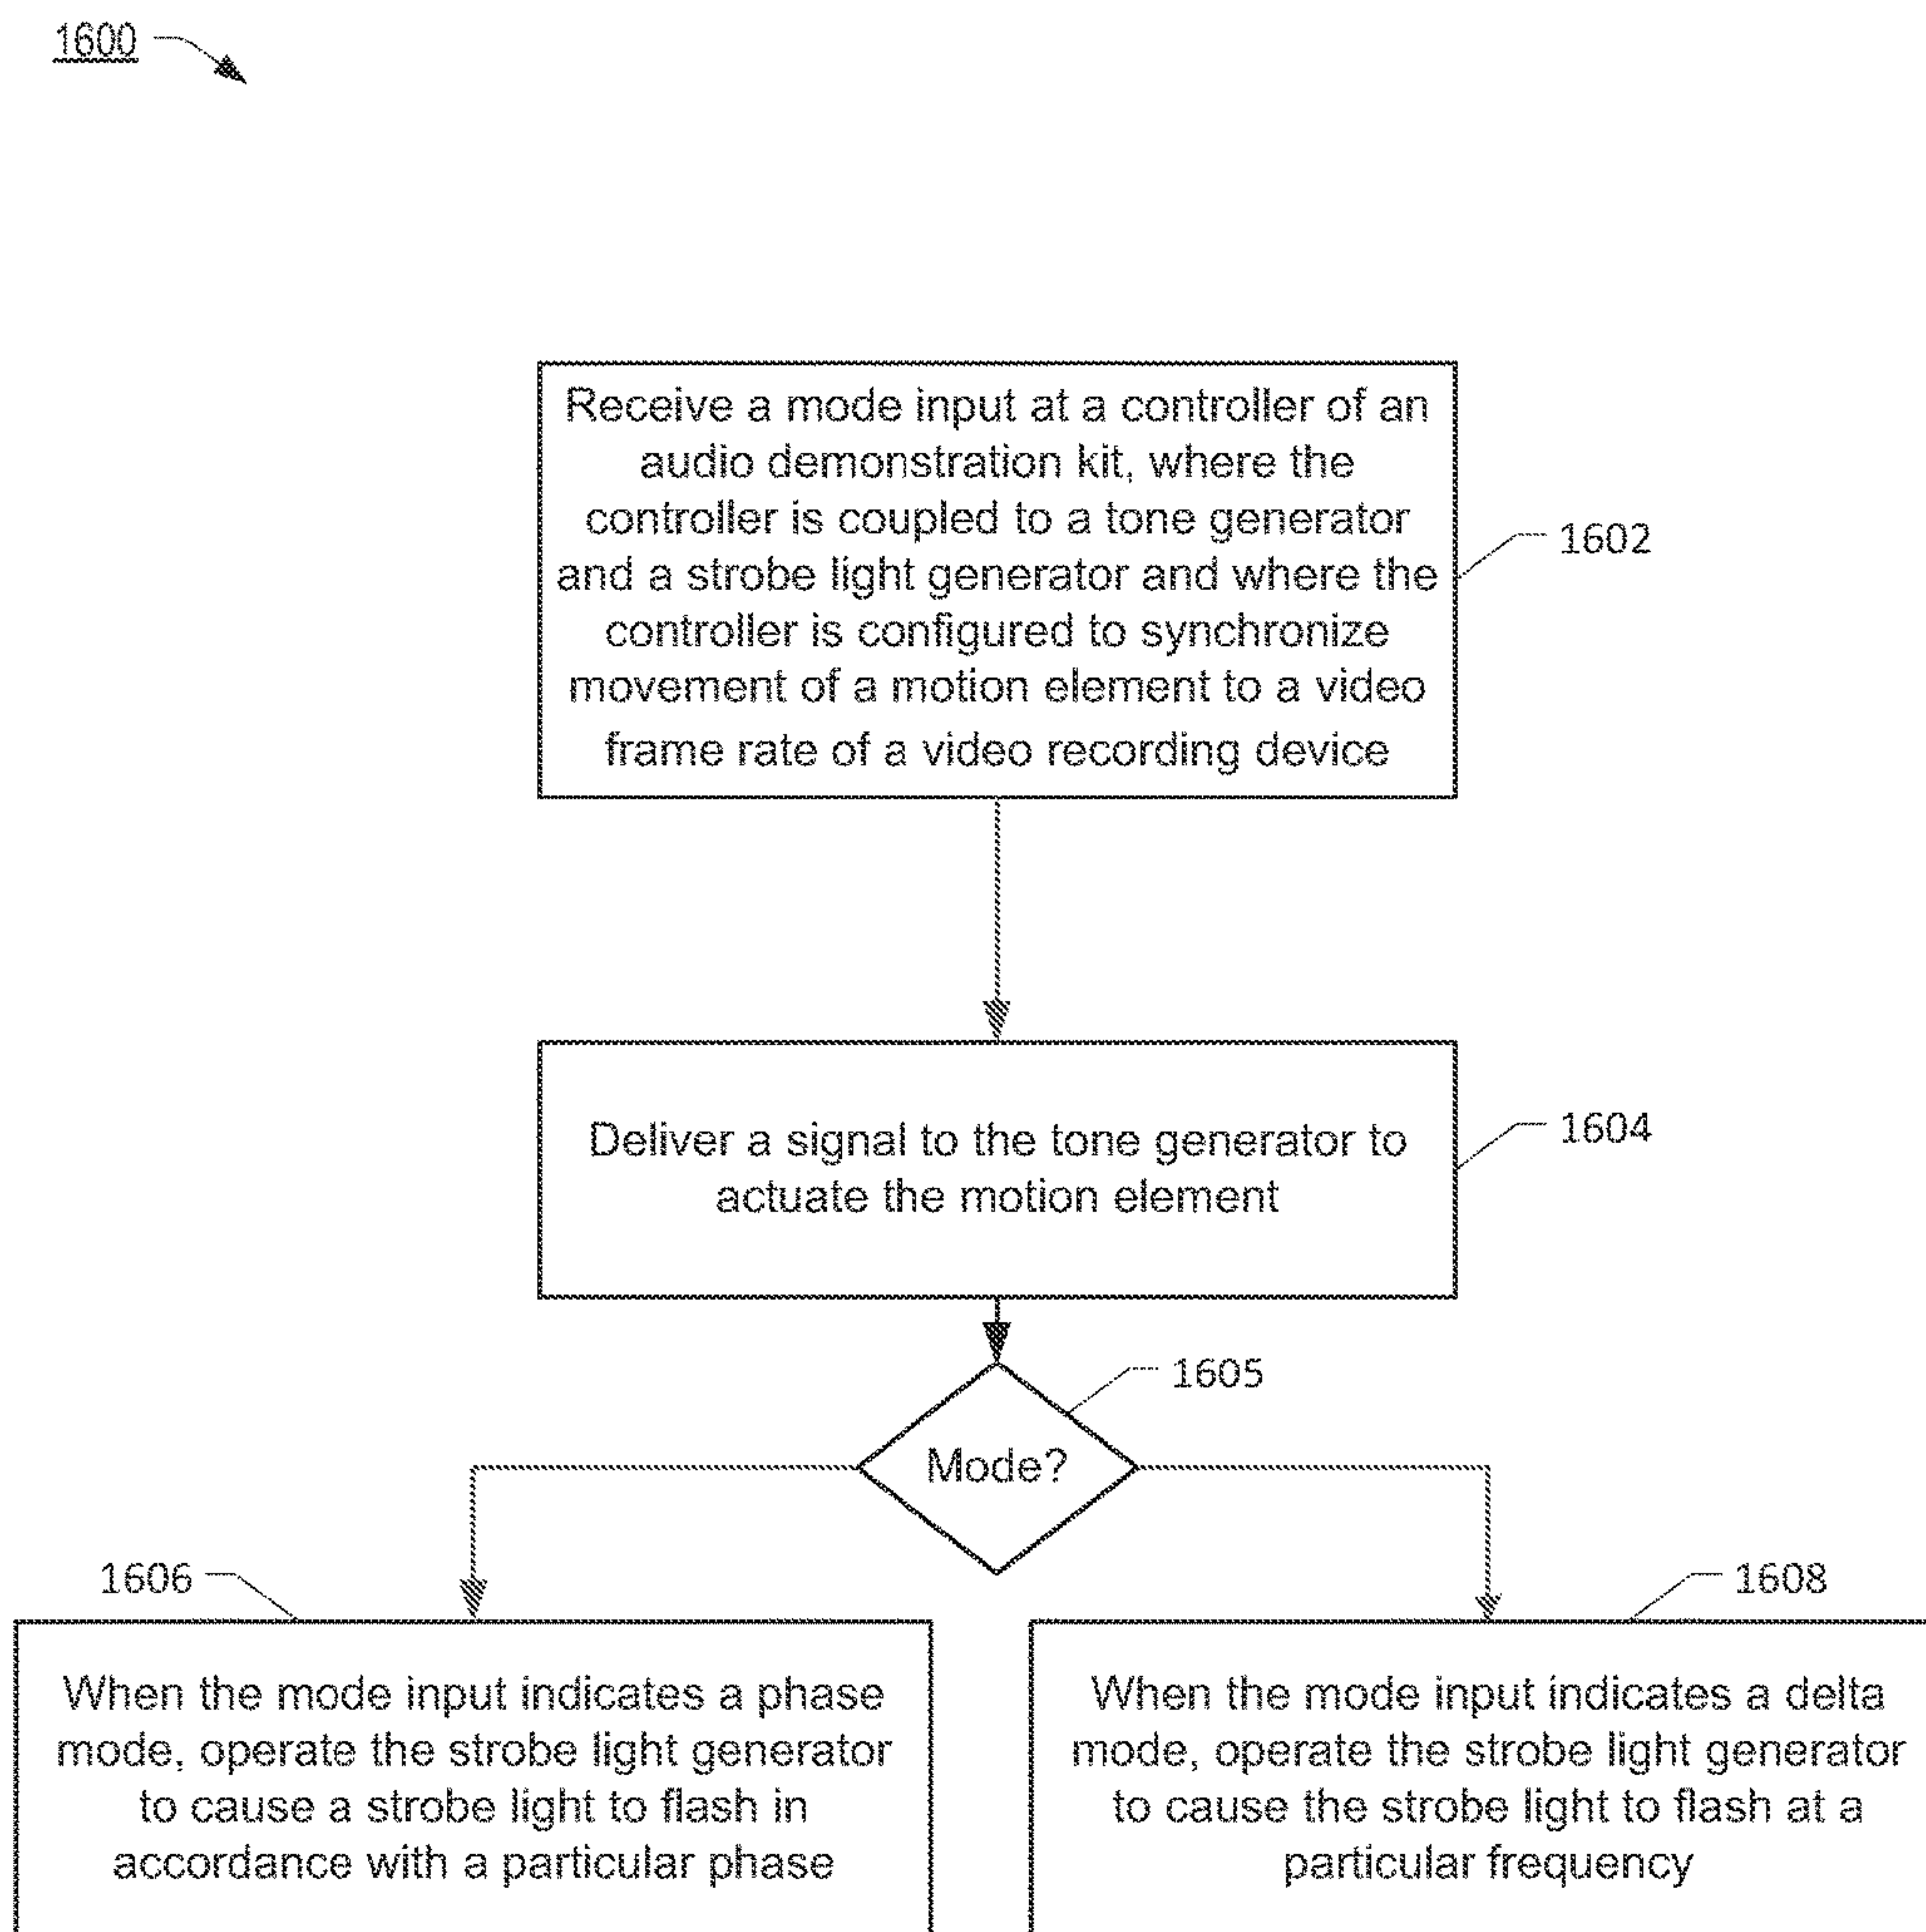 1600
Receive a mode input at a controller of an
audio demonstration kit, where the
controller is coupled to a tone generator
and a strobe light generator and where the
controller is configured to synchronize
movement of a motion element to a video
frame rate of a video recording device
1602
Deliver a signal to the tone generator to
actuate the motion element
1604
1605
Mode?
1606
When the mode input indicates a phase
mode, operate the strobe light generator
to cause a strobe light to flash in
accordance with a particular phase
1608
When the mode input indicates a delta
mode, operate the strobe light generator
to cause the strobe light to flash at a
particular frequency